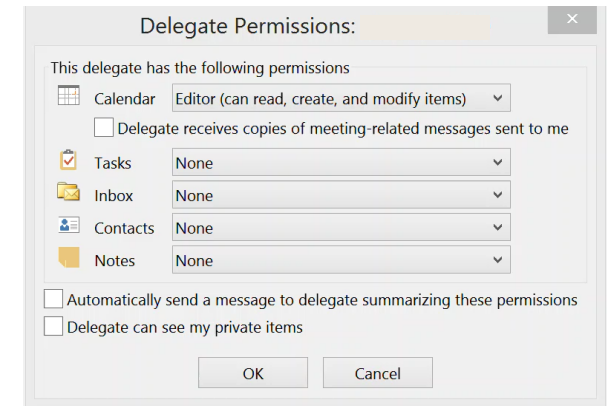 Delegate Permissions:
This delegate has the following permissions
Calendar Editor (can read, create, and modify items)
Delegate receives copies of meeting-related messages sent to me
Tasks None
Inbox None
Contacts None
Notes None
Automatically send a message to delegate summarizing these permissions
Delegate can see my private items
OK Cancel